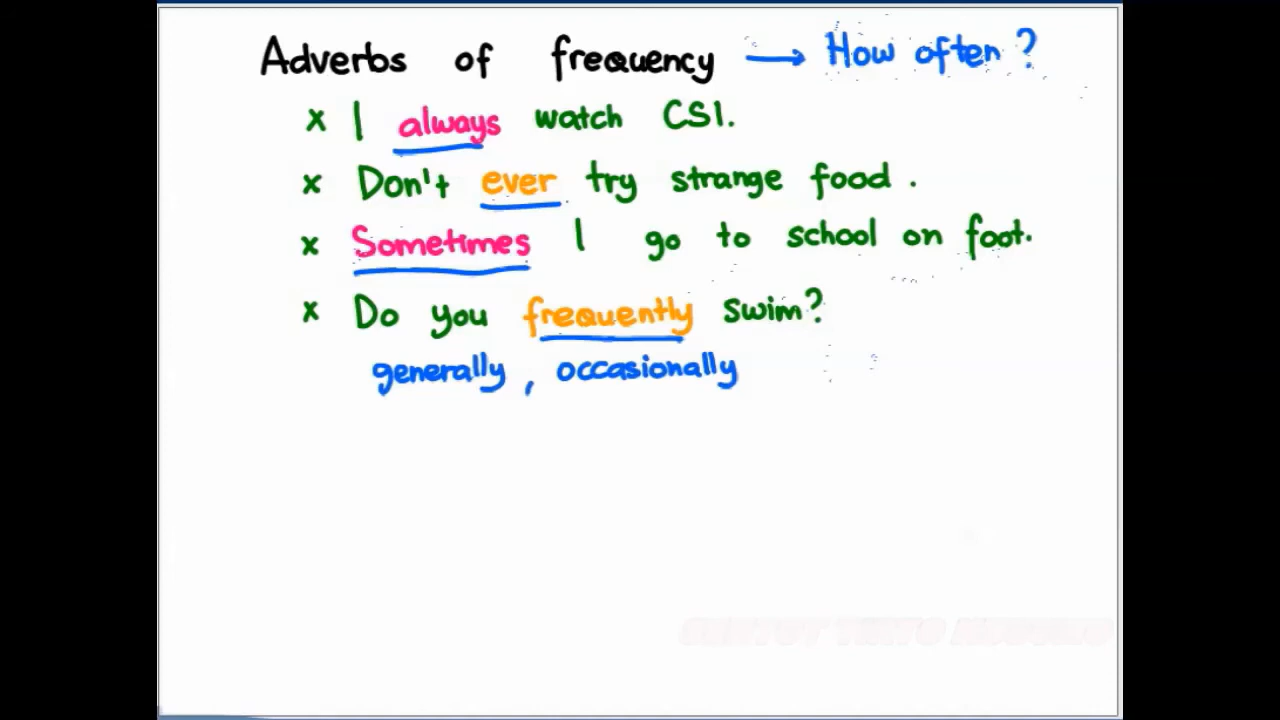 Adverbs of frequency → How often ?
x I always watch CSI.
x Don't ever try strange food .
x Sometimes I go to school on foot.
x Do you frequently swim?
generally , occasionally